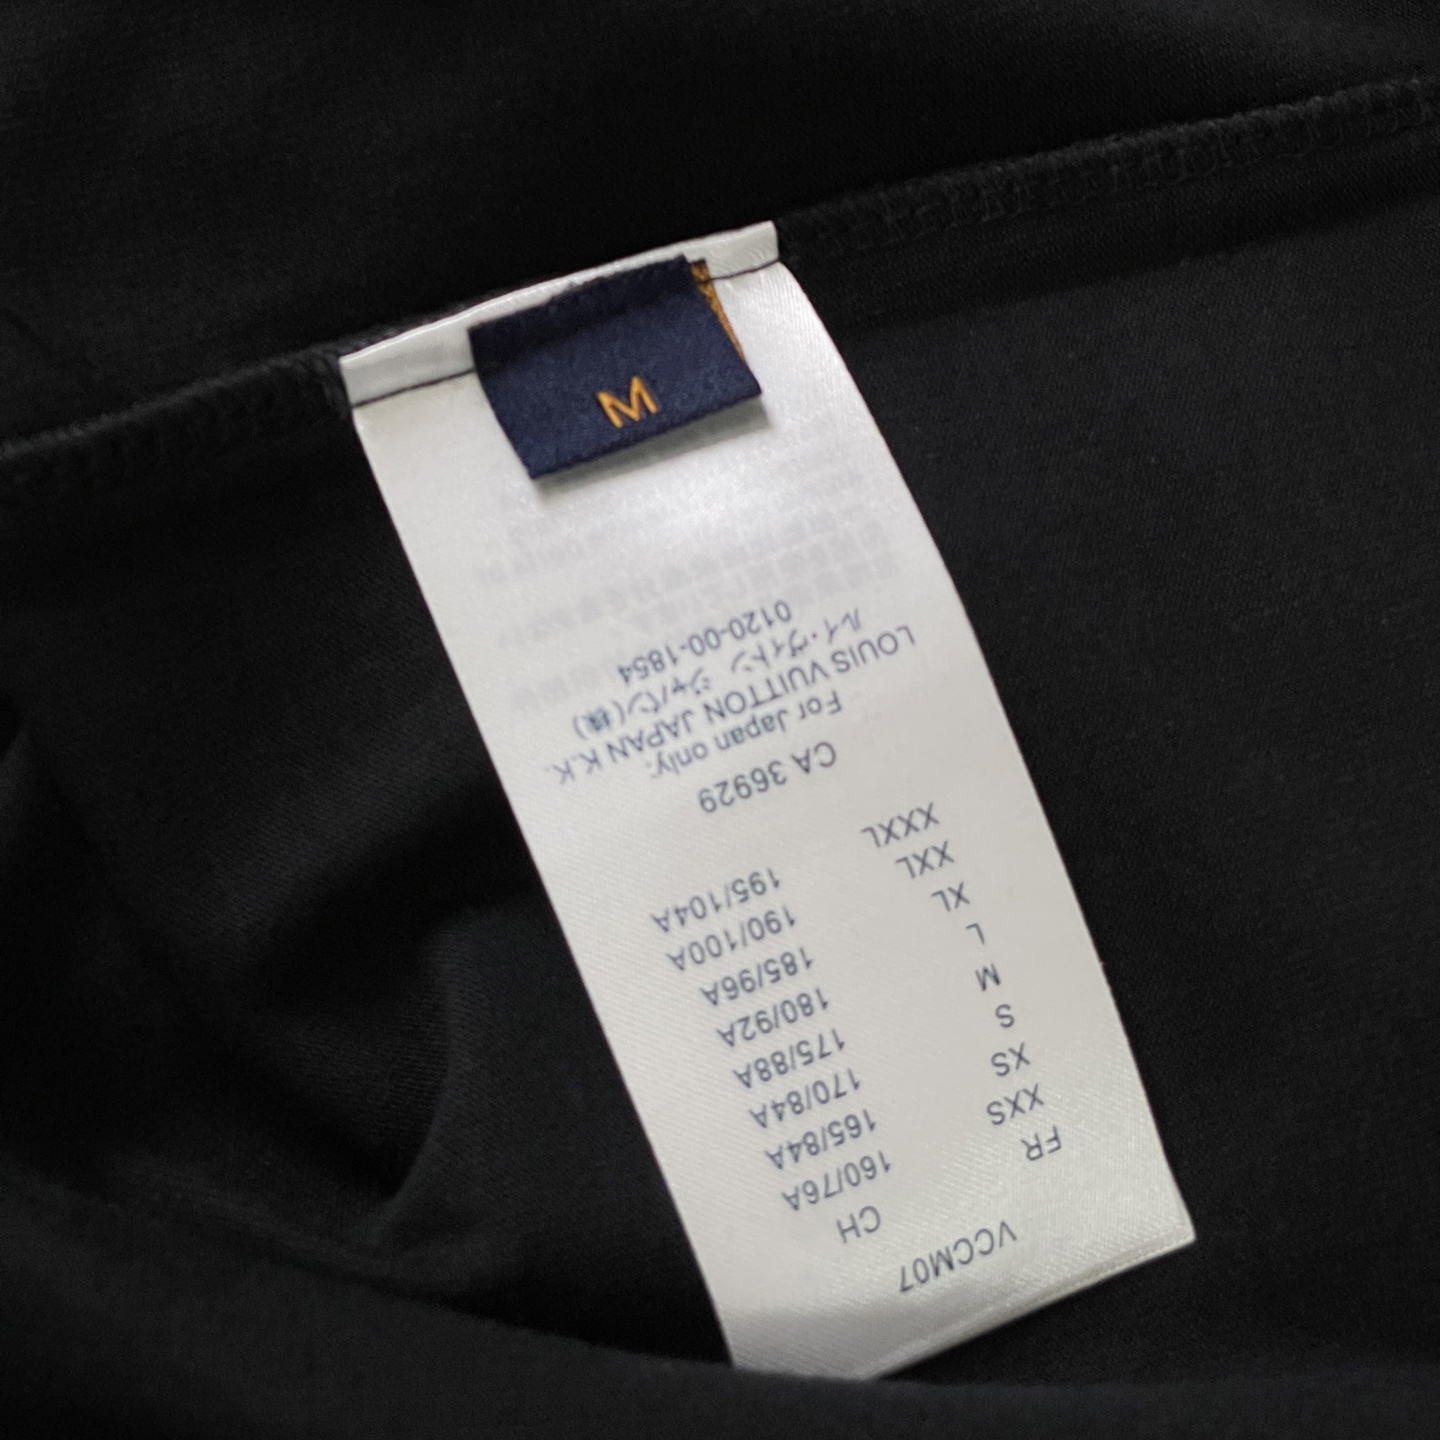 M
VCCM07
FR CH
XXS 160/76A
XS 165/84A
S 170/84A
M 175/88A
L 180/92A
XL 185/96A
XXL 190/100A
XXXL 195/104A
CA 36929
For Japan only:
LOUIS VUITTON JAPAN K.K.
ルイ・ヴィトン ジャパン(株)
0120-00-1854